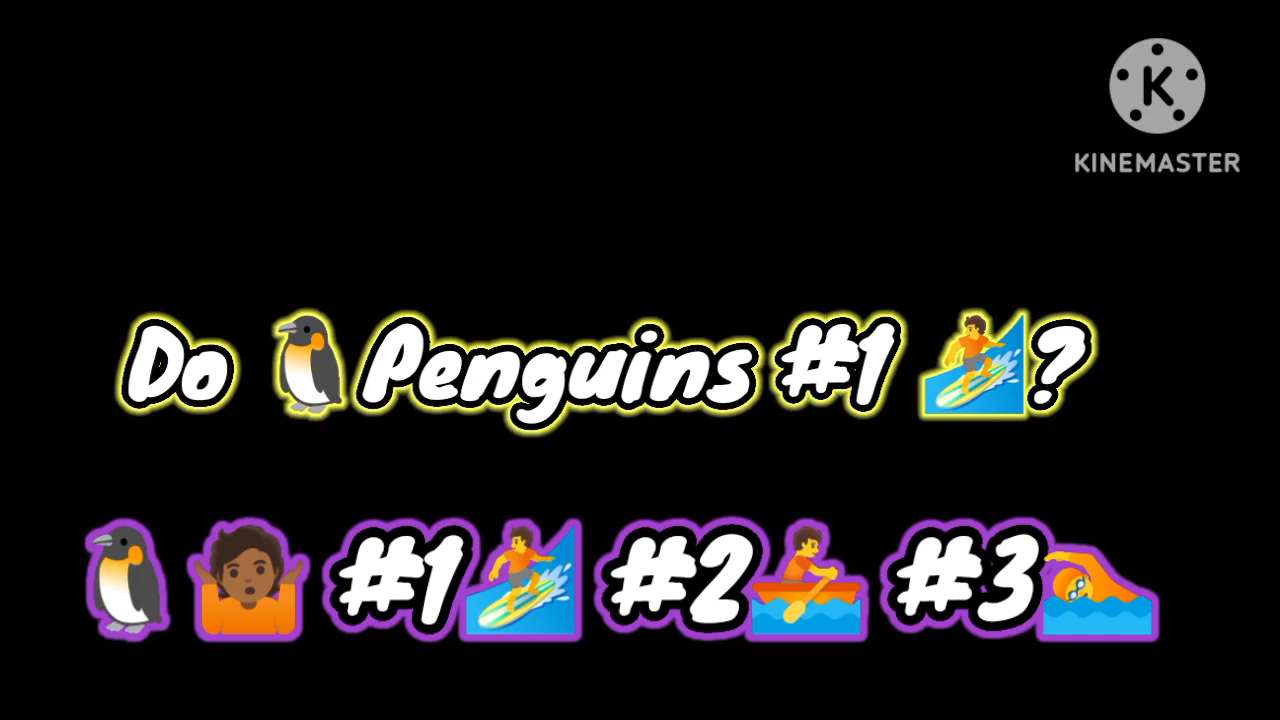 K
KINEMASTER
Do 🐧Penguins #1 🏄?
🐧 🤷🏾 #1🏄 #2🚣 #3🏊